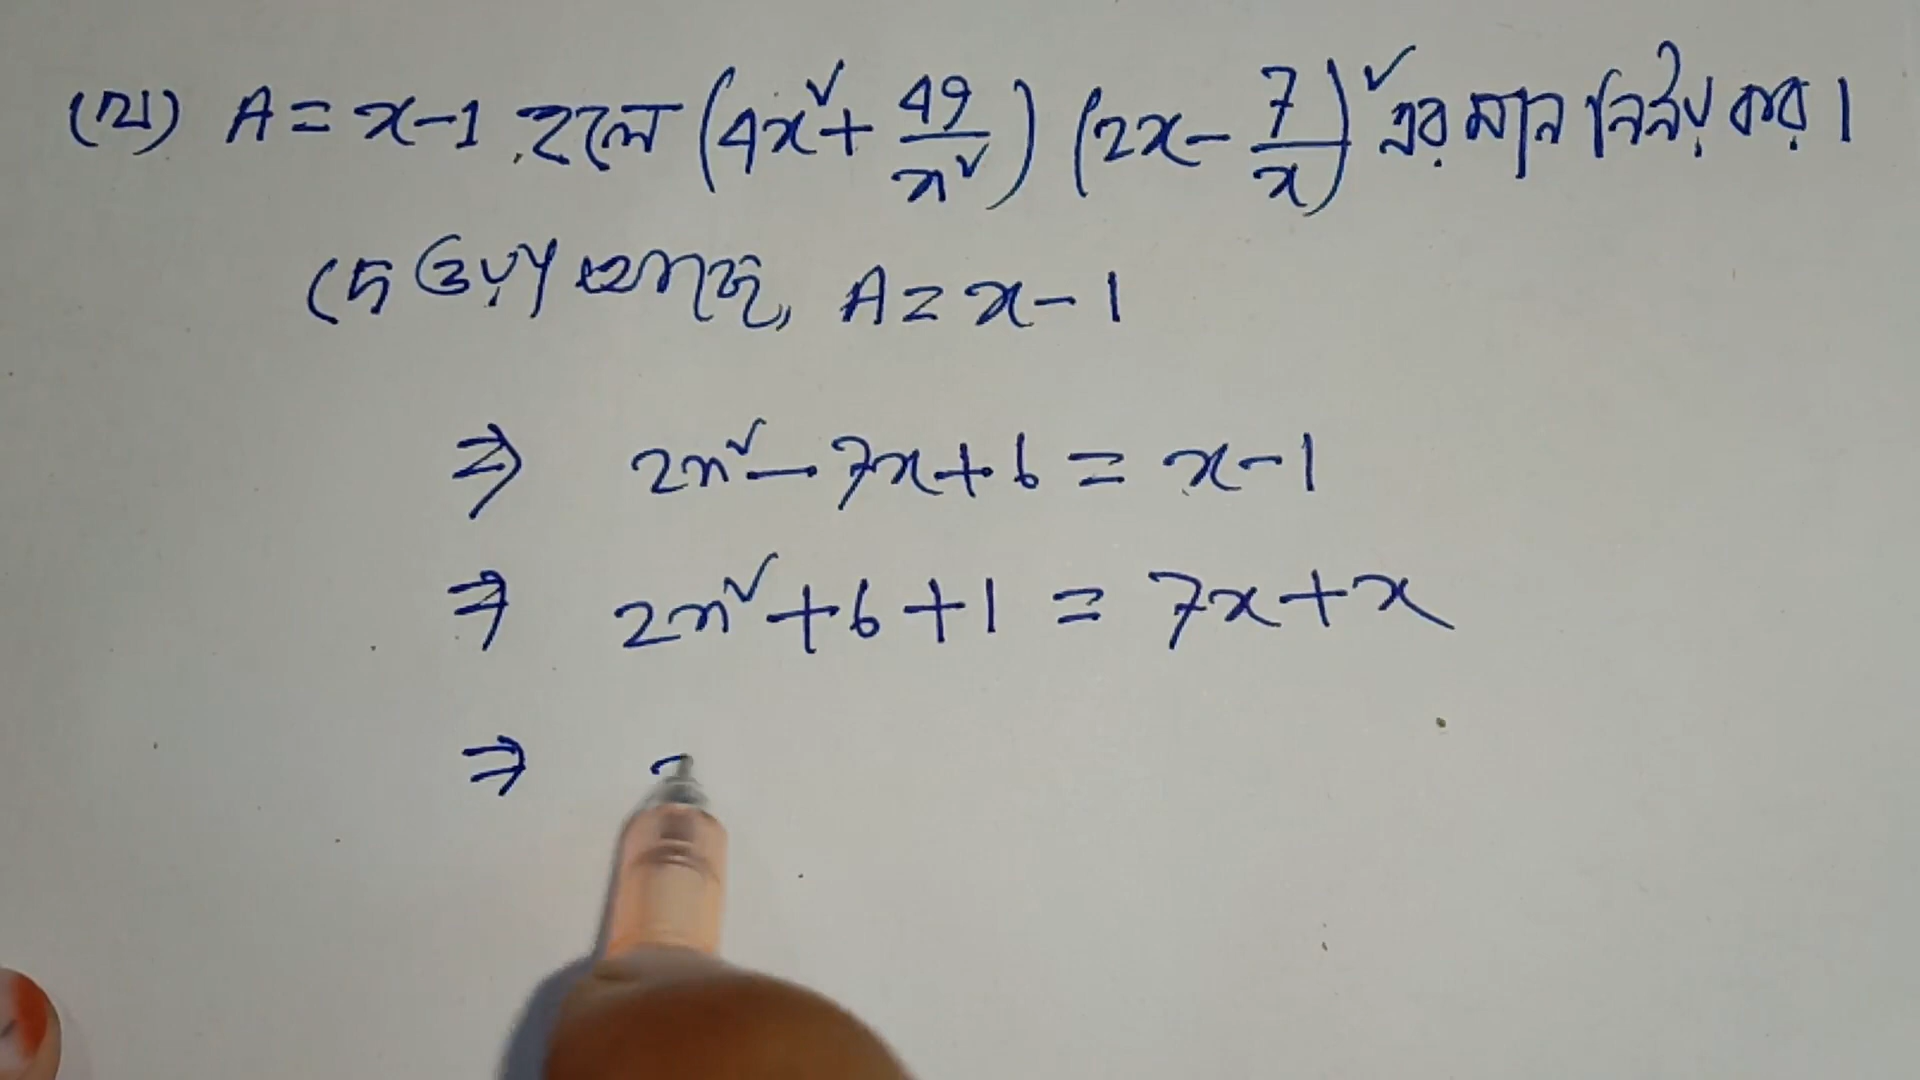 (খ) A = x-1 হলে (4x² + 49/x²) (2x - 7/x)² এর মান নির্ণয় কর।
দেওয়া আছে, A = x - 1
⇒ 2x² - 7x + 6 = x - 1
⇒ 2x² + 6 + 1 = 7x + x
⇒